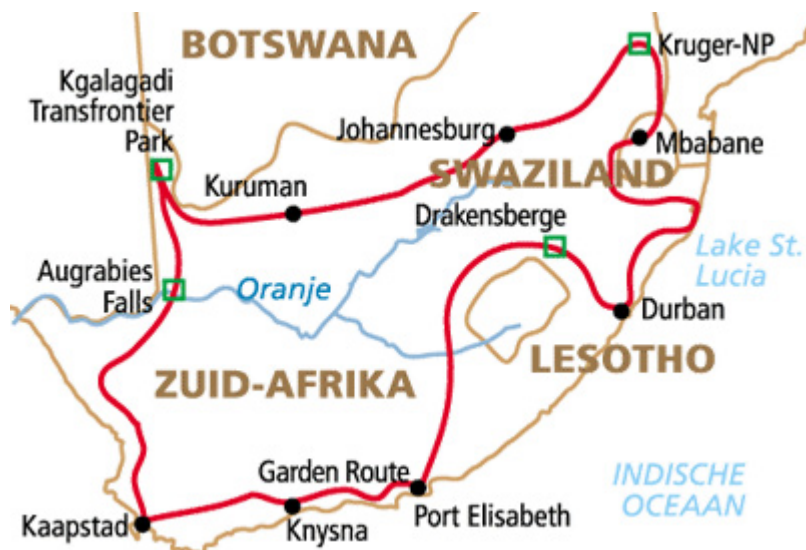 BOTSWANA
Kruger-NP
Kgalagadi
Transfrontier
Park
Johannesburg
Mbabane
SWAZILAND
Kuruman
Drakensberge
Lake St.
Lucia
Augrabies
Falls
Oranje
Durban
LESOTHO
ZUID-AFRIKA
Garden Route
INDISCHE
OCEAAN
Kaapstad
Knysna
Port Elisabeth